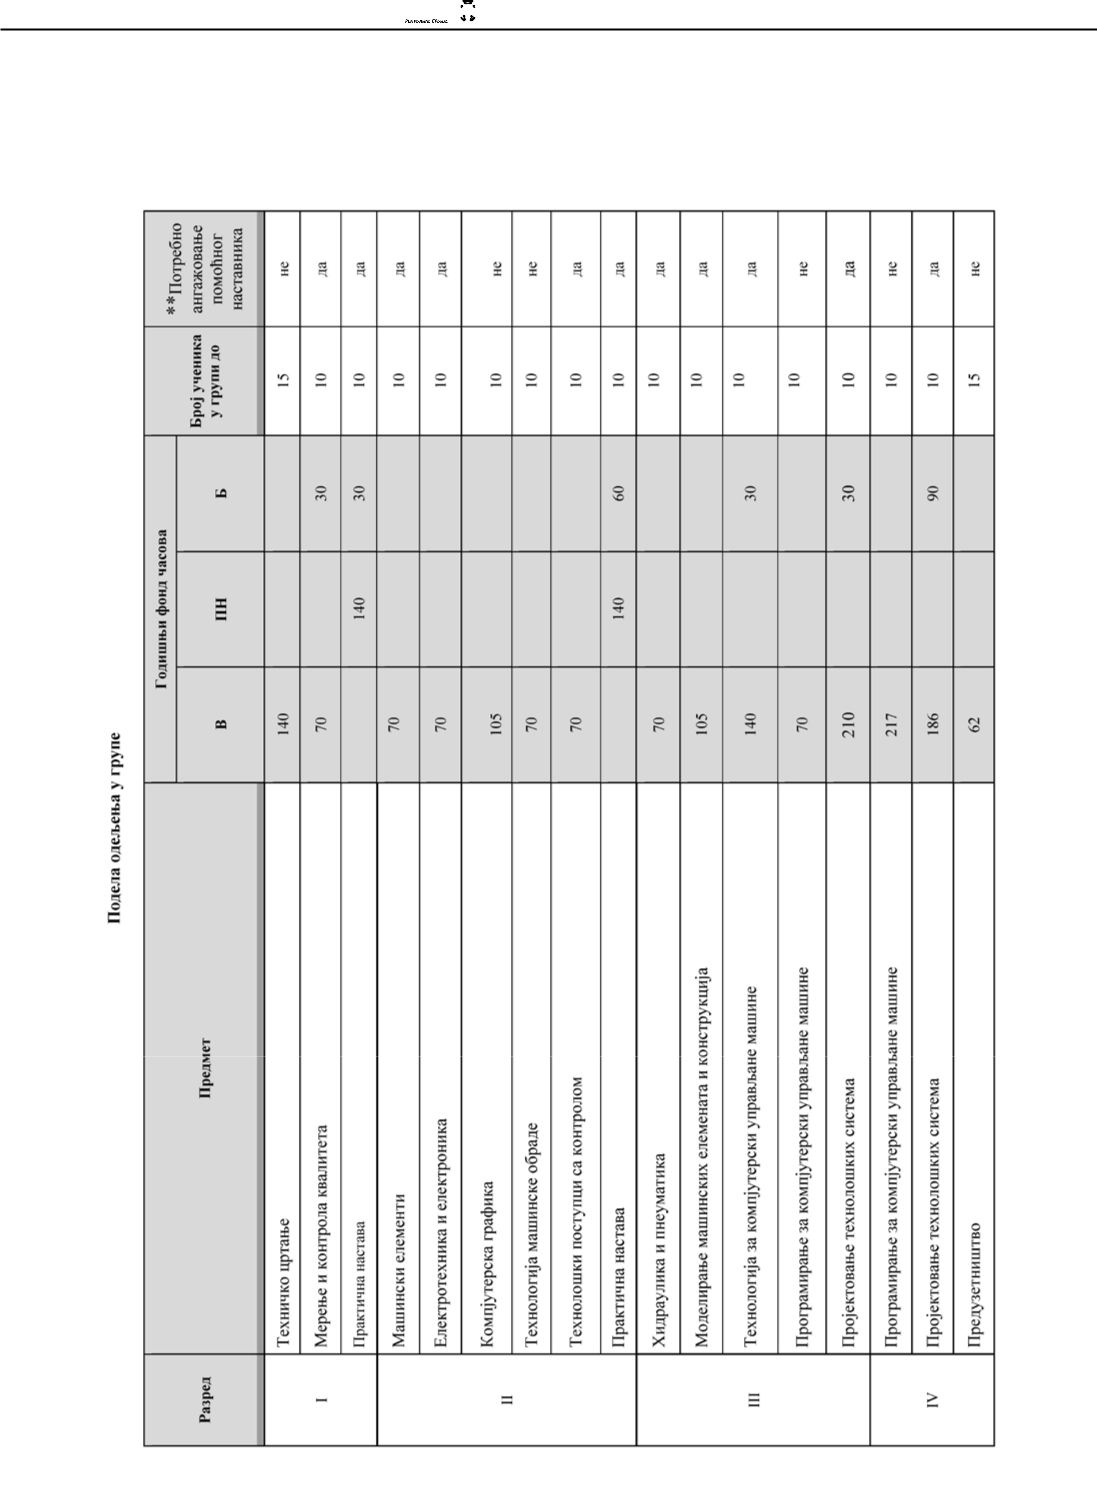 Подела одељења у групе
Разред Предмет Годишњи фонд часова Број ученика у групи до **Потребно ангажовање помоћног наставника
В ПН Б
I Техничко цртање 140 15 не
Мерење и контрола квалитета 70 30 10 да
Практична настава 140 30 10 да
II Машински елементи 70 10 да
Електротехника и електроника 70 10 да
Компјутерска графика 105 10 не
Технологија машинске обраде 70 10 не
Технолошки поступци са контролом 70 10 да
Практична настава 140 60 10 да
III Хидраулика и пнеуматика 70 10 да
Моделирање машинских елемената и конструкција 105 10 да
Технологија за компјутерски управљане машине 140 30 10 да
Програмирање за компјутерски управљане машине 70 10 не
Пројектовање технолошких система 210 30 10 да
IV Програмирање за компјутерски управљане машине 217 10 не
Пројектовање технолошких система 186 90 10 да
Предузетништво 62 15 не